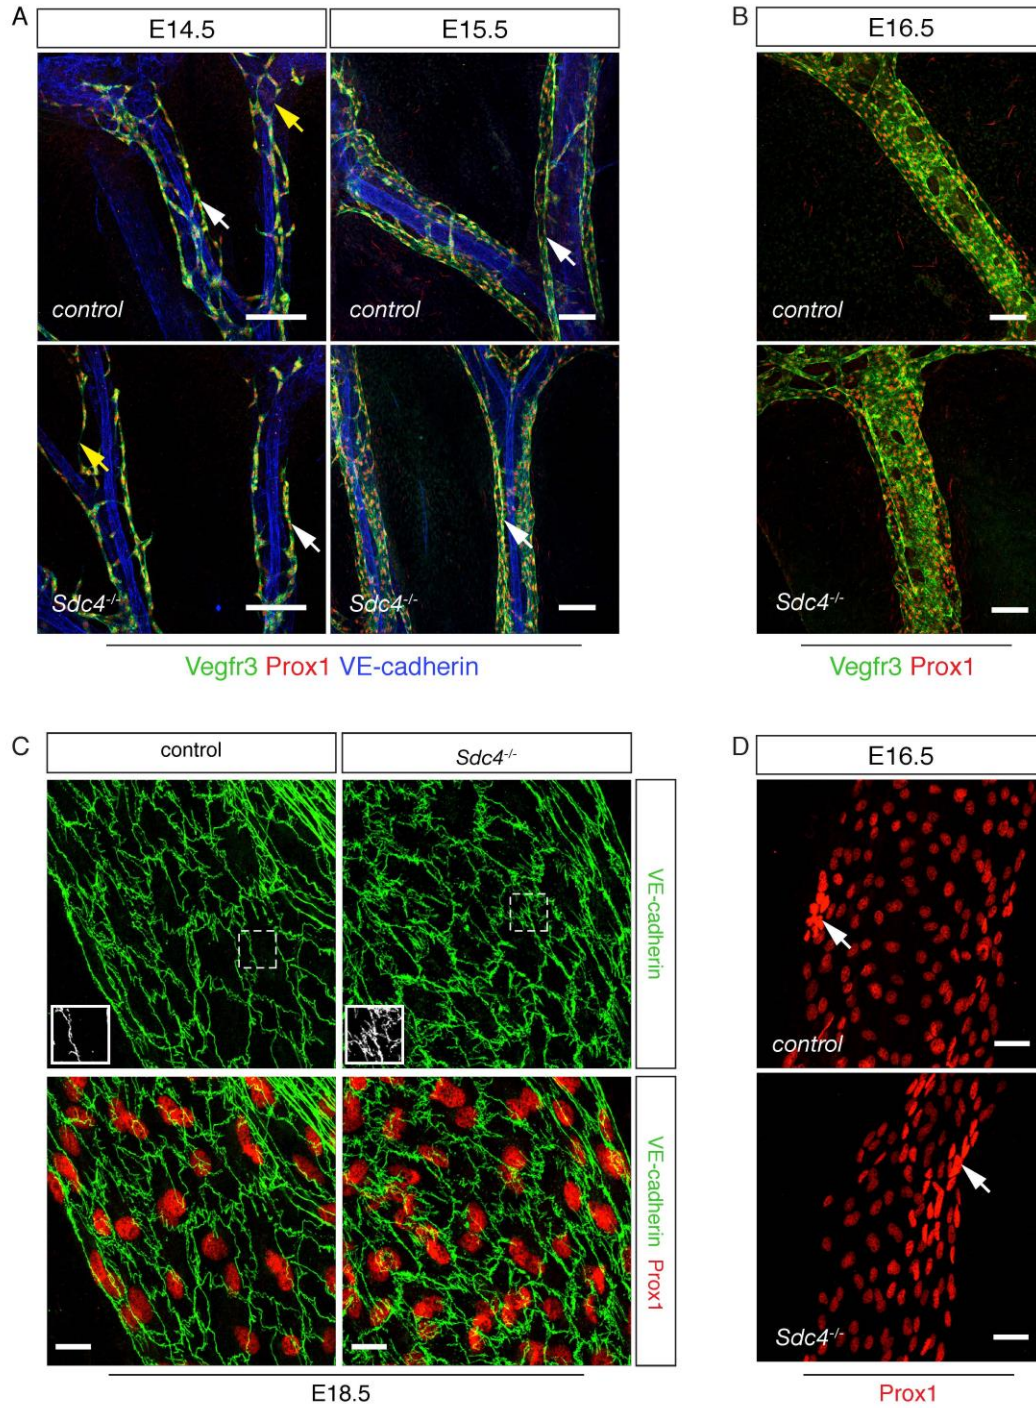 A
E14.5
E15.5
control
control
Sdc4-/-
Sdc4-/-
Vegfr3 Prox1 VE-cadherin
B
E16.5
control
Sdc4-/-
Vegfr3 Prox1
C
control
Sdc4-/-
VE-cadherin
VE-cadherin Prox1
E18.5
D
E16.5
control
Sdc4-/-
Prox1